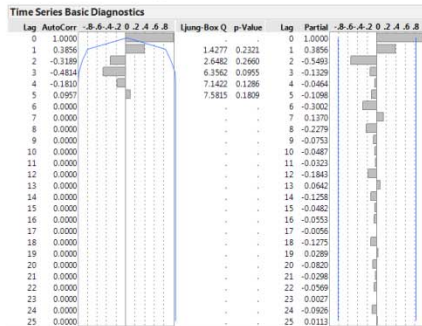 Time Series Basic Diagnostics
Lag AutoCorr -.8-.6-.4-.2 0 .2 .4 .6 .8 Ljung-Box Q p-Value Lag Partial -.8-.6-.4-.2 0 .2 .4 .6 .8
0 1.0000 . . 0 1.0000
1 0.3856 1.4277 0.2321 1 0.3856
2 -0.3189 2.6482 0.2660 2 -0.5493
3 -0.4814 6.3562 0.0955 3 -0.1329
4 -0.1810 7.1422 0.1286 4 -0.0464
5 0.0957 7.5815 0.1809 5 -0.1098
6 0.0000 . . 6 -0.3002
7 0.0000 . . 7 0.1370
8 0.0000 . . 8 -0.2279
9 0.0000 . . 9 -0.0753
10 0.0000 . . 10 -0.0487
11 0.0000 . . 11 -0.0323
12 0.0000 . . 12 -0.1843
13 0.0000 . . 13 0.0642
14 0.0000 . . 14 -0.1258
15 0.0000 . . 15 -0.0482
16 0.0000 . . 16 -0.0553
17 0.0000 . . 17 -0.0056
18 0.0000 . . 18 -0.1275
19 0.0000 . . 19 0.0289
20 0.0000 . . 20 -0.0820
21 0.0000 . . 21 -0.0298
22 0.0000 . . 22 -0.0569
23 0.0000 . . 23 0.0027
24 0.0000 . . 24 -0.0926
25 0.0000 . . 25 0.0113